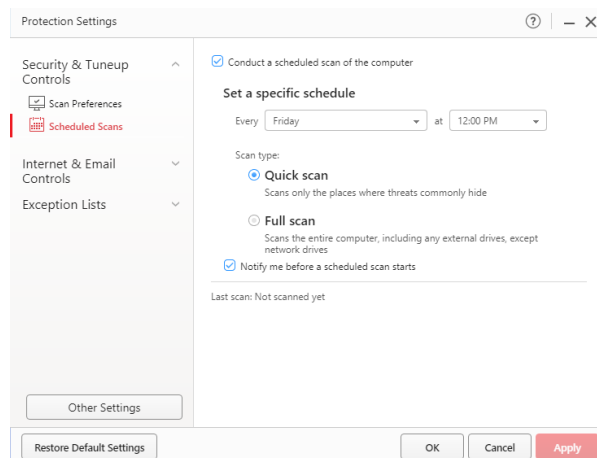 Protection Settings
Security & Tuneup
Controls
Scan Preferences
Scheduled Scans
Internet & Email
Controls
Exception Lists
Other Settings
Conduct a scheduled scan of the computer
Set a specific schedule
Every Friday at 12:00 PM
Scan type:
Quick scan
Scans only the places where threats commonly hide
Full scan
Scans the entire computer, including any external drives, except
network drives
Notify me before a scheduled scan starts
Last scan: Not scanned yet
Restore Default Settings OK Cancel Apply